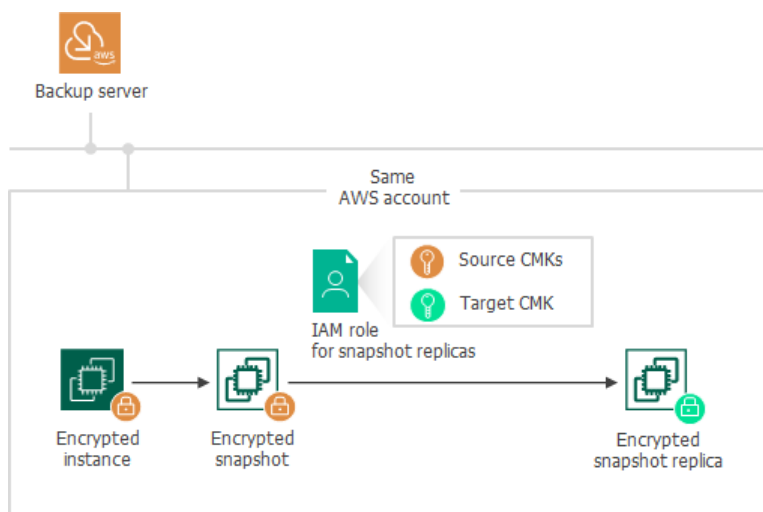 aws
Backup server
Same
AWS account
Source CMKs
Target CMK
IAM role
for snapshot replicas
Encrypted
instance
Encrypted
snapshot
Encrypted
snapshot replica